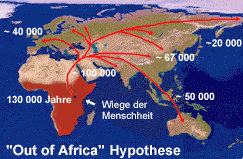 ~ 40 000
~20 000
~ 67 000
~ 100 000
130 000 Jahre
~ 50 000
Wiege der
Menschheit
"Out of Africa" Hypothese